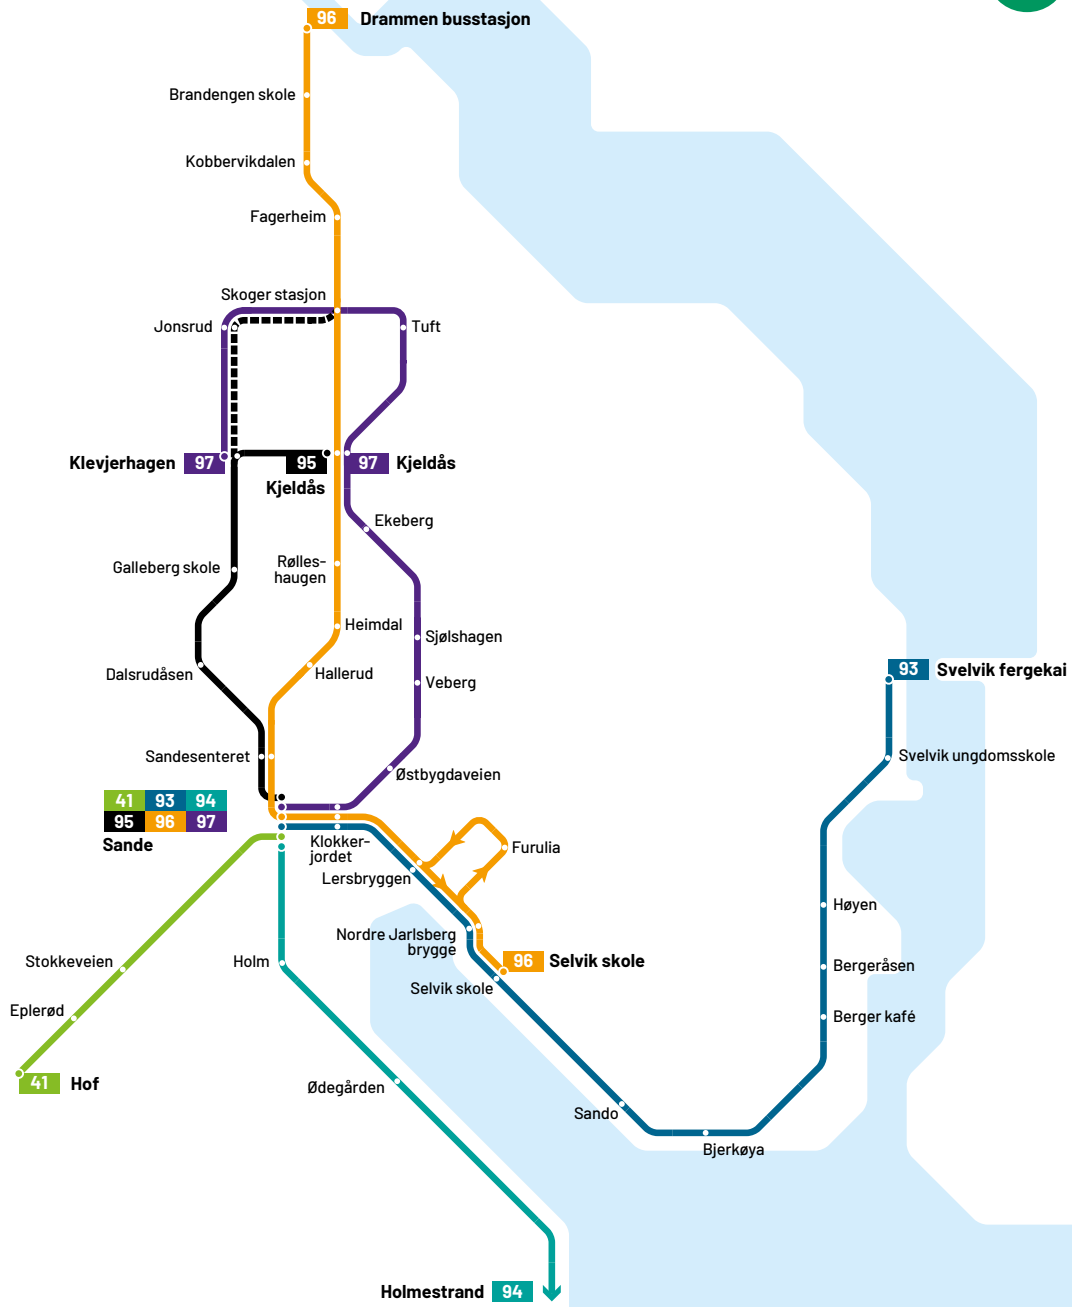 96 Drammen busstasjon
Brandengen skole
Kobbervikdalen
Fagerheim
Skoger stasjon
Jonsrud
Tuft
Klevjerhagen 97
95
Kjeldås
97 Kjeldås
Ekeberg
Galleberg skole
Rølles-
haugen
Heimdal
Sjølshagen
Dalsrudåsen
Hallerud
Veberg
93 Svelvik fergekai
Sandesenteret
Østbygdaveien
Svelvik ungdomsskole
41 93 94
95 96 97
Sande
Klokker-
jordet
Furulia
Lersbryggen
Høyen
Nordre Jarlsberg
brygge
Stokkeveien
Holm
96 Selvik skole
Bergeråsen
Selvik skole
Eplerød
Berger kafé
41 Hof
Ødegården
Sando
Bjerkøya
Holmestrand 94